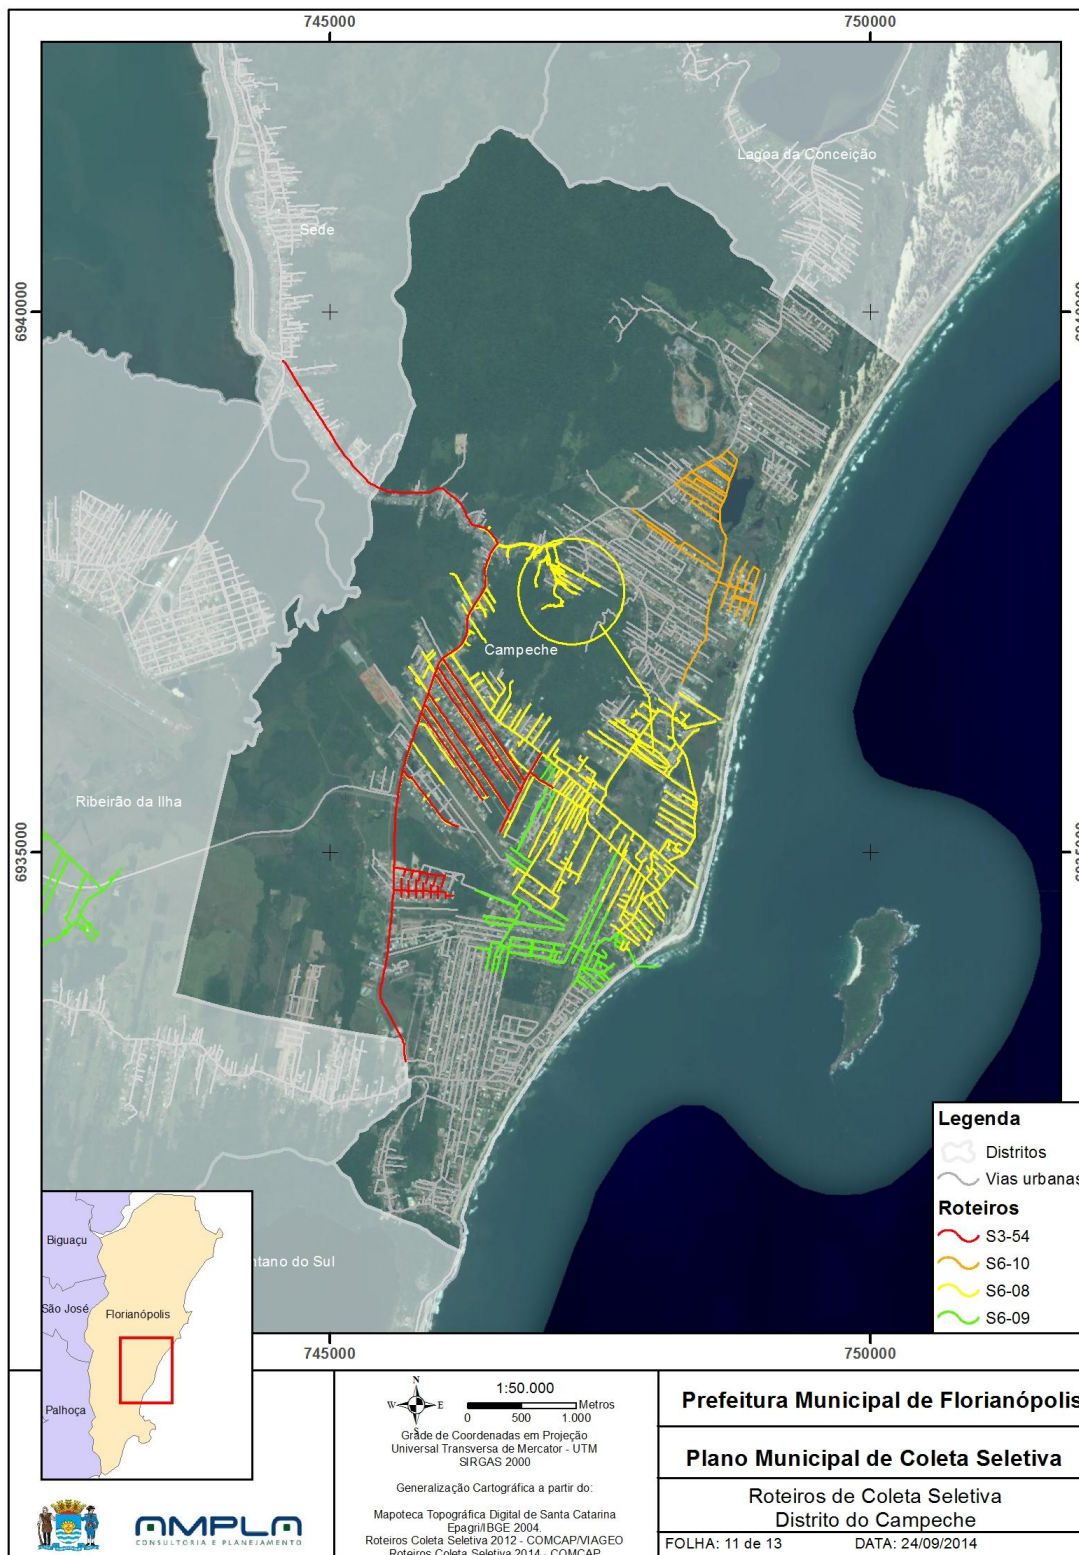 745000
750000
Lagoa da Conceição
Sede
6940000
Campeche
Ribeirão da Ilha
6935000
Legenda
Distritos
Vias urbanas
Roteiros
S3-54
S6-10
S6-08
S6-09
ntano do Sul
Biguaçu
São José
Florianópolis
Palhoça
745000
750000
N
W E
S
1:50.000
Metros
0 500 1.000
Grade de Coordenadas em Projeção
Universal Transversa de Mercator - UTM
SIRGAS 2000
Generalização Cartográfica a partir do:
Mapoteca Topográfica Digital de Santa Catarina
Epagri/IBGE 2004.
Roteiros Coleta Seletiva 2012 - COMCAP/VIAGEO
Roteiros Coleta Seletiva 2014 - COMCAP
AMPLA
CONSULTORIA E PLANEJAMENTO
Prefeitura Municipal de Florianópolis
Plano Municipal de Coleta Seletiva
Roteiros de Coleta Seletiva
Distrito do Campeche
FOLHA: 11 de 13 DATA: 24/09/2014